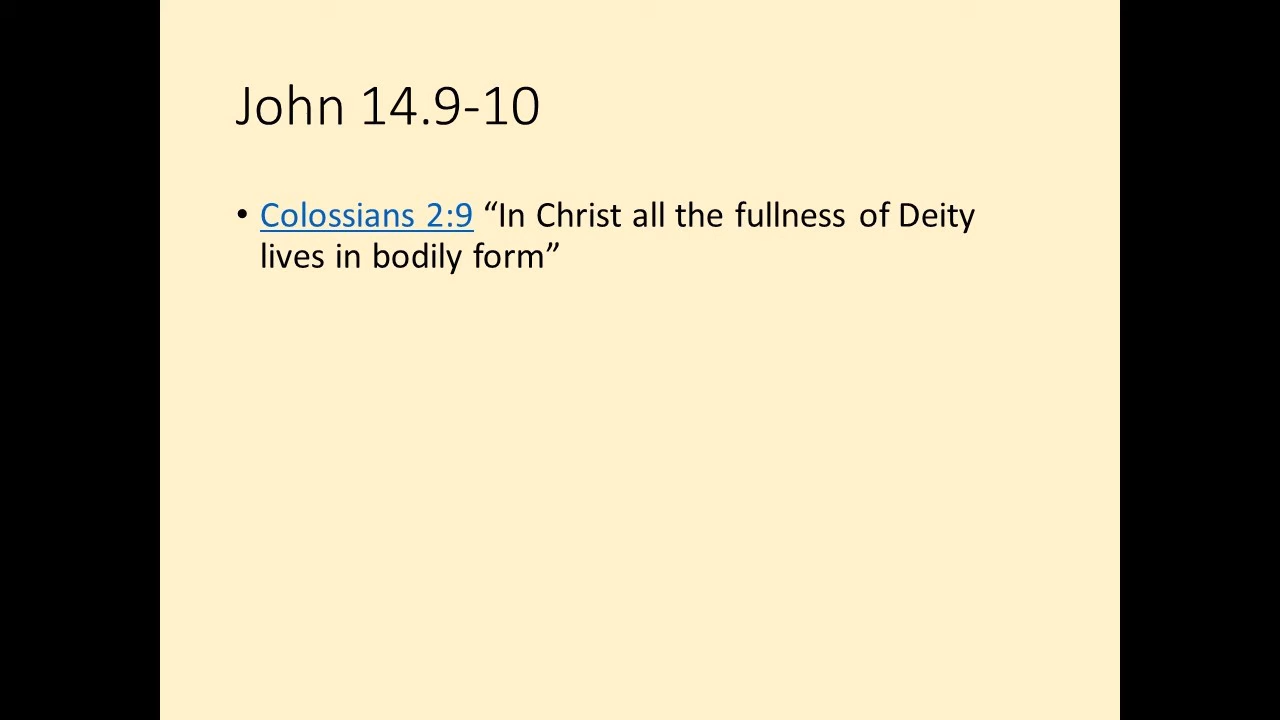 John 14.9-10
• Colossians 2:9 “In Christ all the fullness of Deity
lives in bodily form”